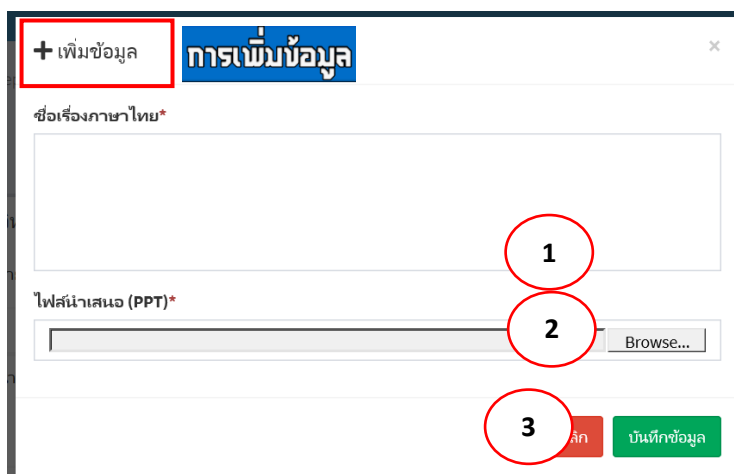 + เพิ่มข้อมูล การเพิ่มข้อมูล ×
ชื่อเรื่องภาษาไทย*
1
ไฟล์นำเสนอ (PPT)*
2 Browse...
3 บันทึกข้อมูล